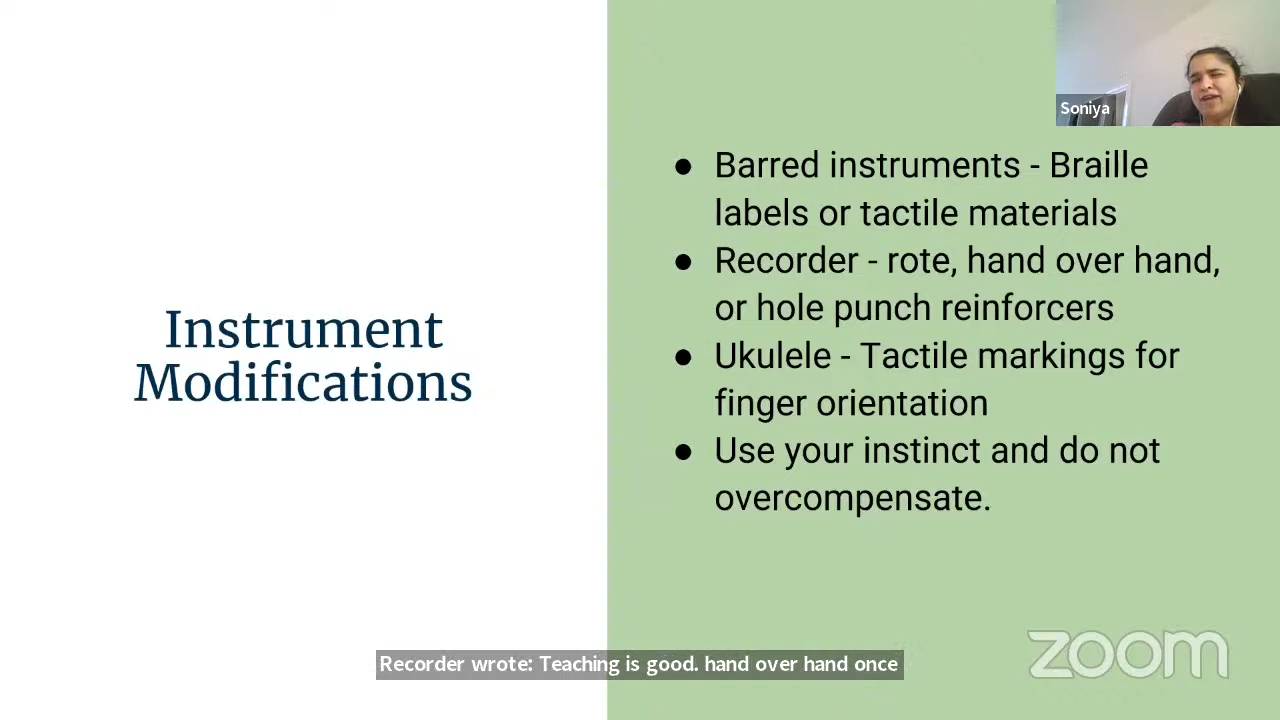 Soniya
Instrument
Modifications
● Barred instruments - Braille
labels or tactile materials
● Recorder - rote, hand over hand,
or hole punch reinforcers
● Ukulele - Tactile markings for
finger orientation
● Use your instinct and do not
overcompensate.
Recorder wrote: Teaching is good. hand over hand once
zoom